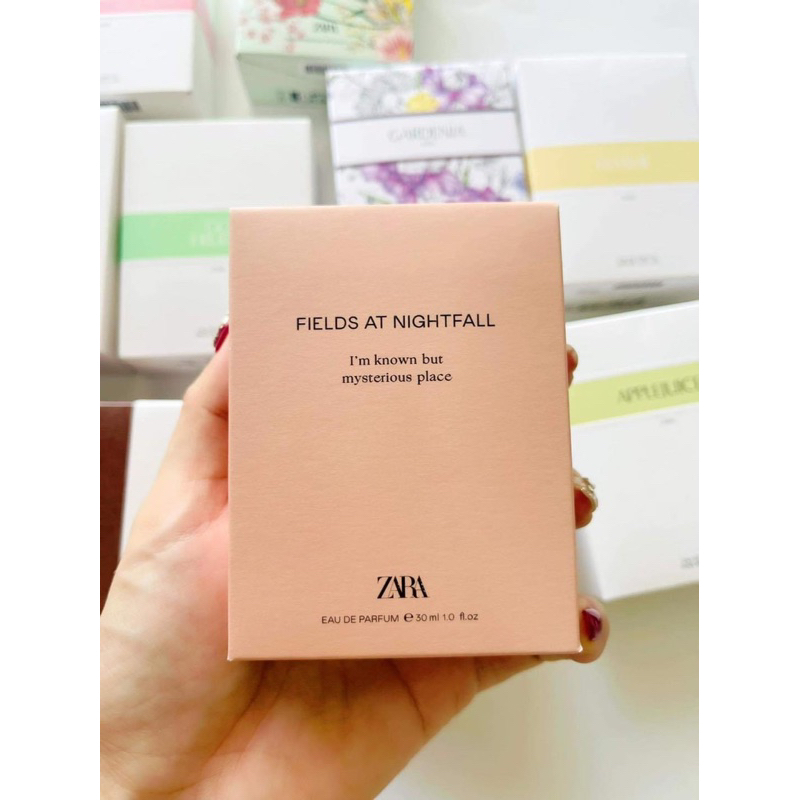 ZARA
GARDENIA
APPLEJUICE
FIELDS AT NIGHTFALL
I'm known but
mysterious place
ZARA
EAU DE PARFUM ℮ 30 ml 1.0 fl.oz